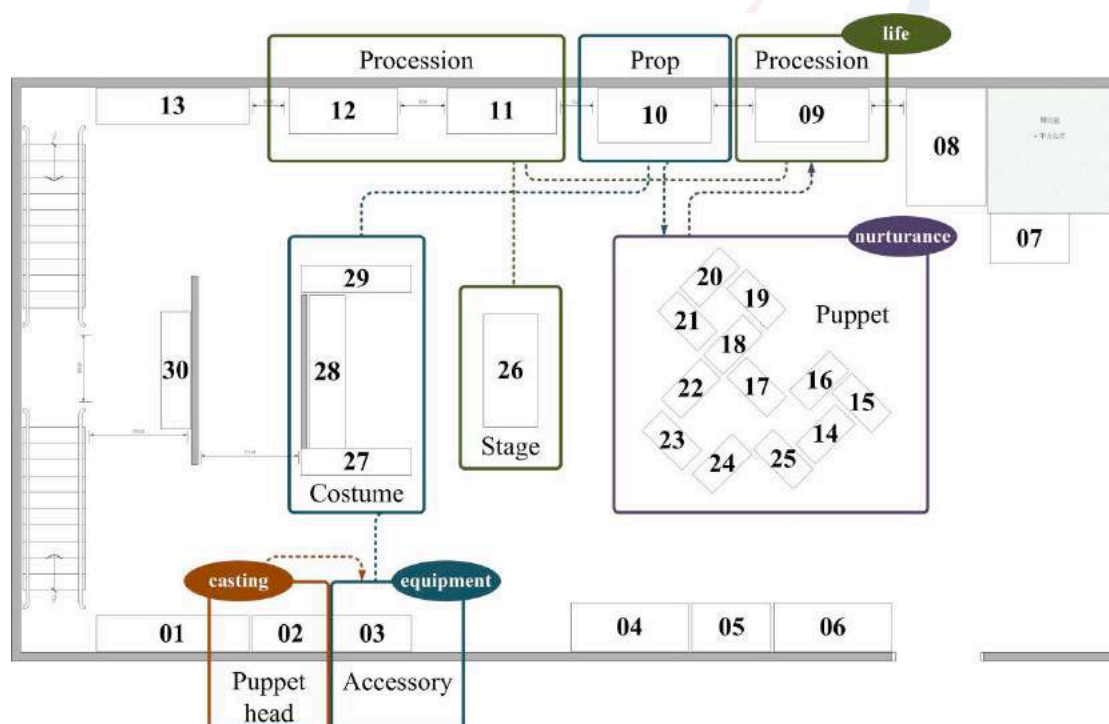 life
Procession
Prop
Procession
13
12
11
10
09
08
07
nurturance
29
28
27
Costume
30
26
Stage
Puppet
20
19
21
18
22
17
16
15
23
14
24
25
casting
equipment
01
02
03
04
05
06
Puppet
head
Accessory